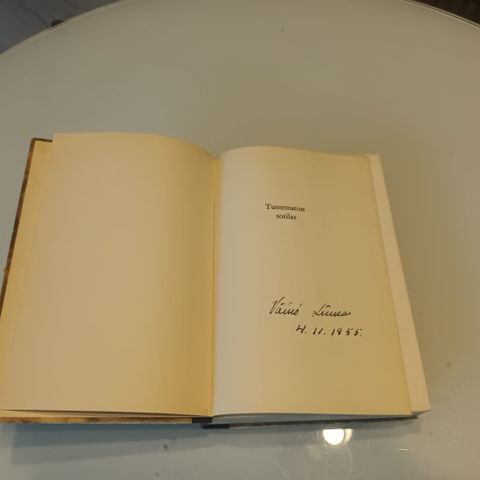 Tuntematon
sotilas
Väinö Linna
4.11.1955.